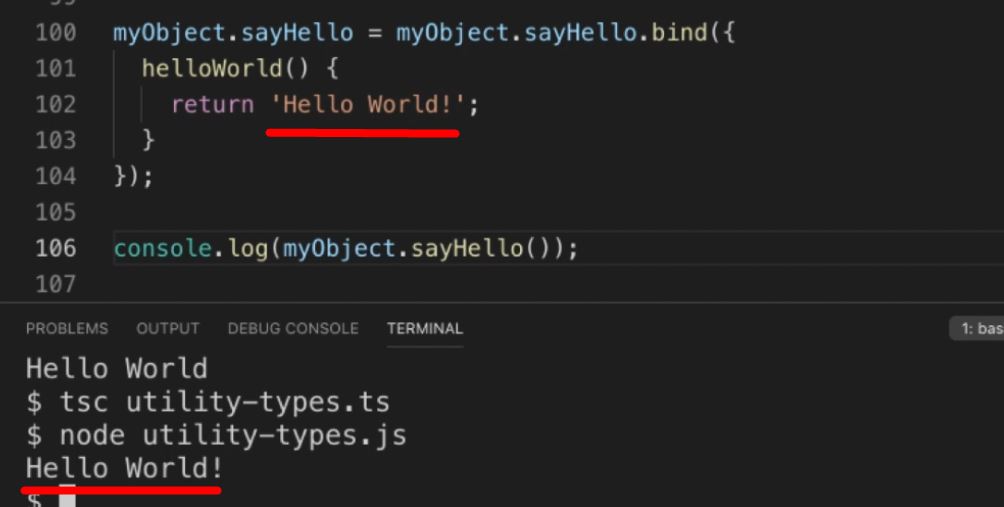 100 myObject.sayHello = myObject.sayHello.bind({
101 helloWorld() {
102 return 'Hello World!';
103 }
104 });
105
106 console.log(myObject.sayHello());
107
PROBLEMS OUTPUT DEBUG CONSOLE TERMINAL 1: bas
Hello World
$ tsc utility-types.ts
$ node utility-types.js
Hello World!
$